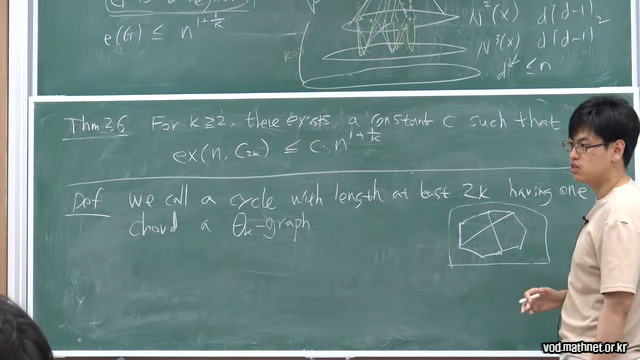 e(G) ≤ n^{1+1/k}
N²(x) d(d-1)
N³(x) d(d-1)²
d^k ≤ n
Thm 2.6 For k≥2, there exists a constant c such that
ex(n, C_{2k}) ≤ c·n^{1+1/k}
Def We call a cycle with length at least 2k having one
chord a θ_k-graph.
vod.mathnet.or.kr